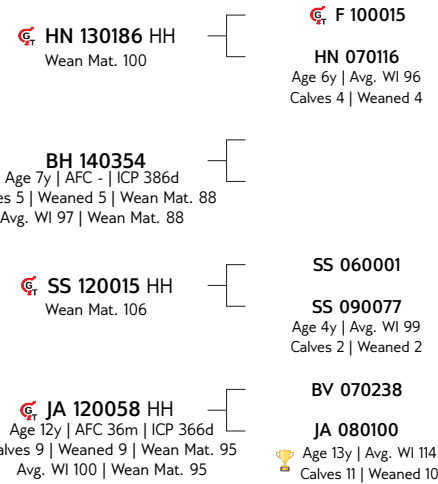 HN 130186 HH
Wean Mat. 100
F 100015
HN 070116
Age 6y | Avg. WI 96
Calves 4 | Weaned 4
BH 140354
Age 7y | AFC - | ICP 386d
es 5 | Weaned 5 | Wean Mat. 88
Avg. WI 97 | Wean Mat. 88
SS 120015 HH
Wean Mat. 106
SS 060001
SS 090077
Age 4y | Avg. WI 99
Calves 2 | Weaned 2
JA 120058 HH
Age 12y | AFC 36m | ICP 366d
alves 9 | Weaned 9 | Wean Mat. 95
Avg. WI 100 | Wean Mat. 95
BV 070238
JA 080100
Age 13y | Avg. WI 114
Calves 11 | Weaned 10